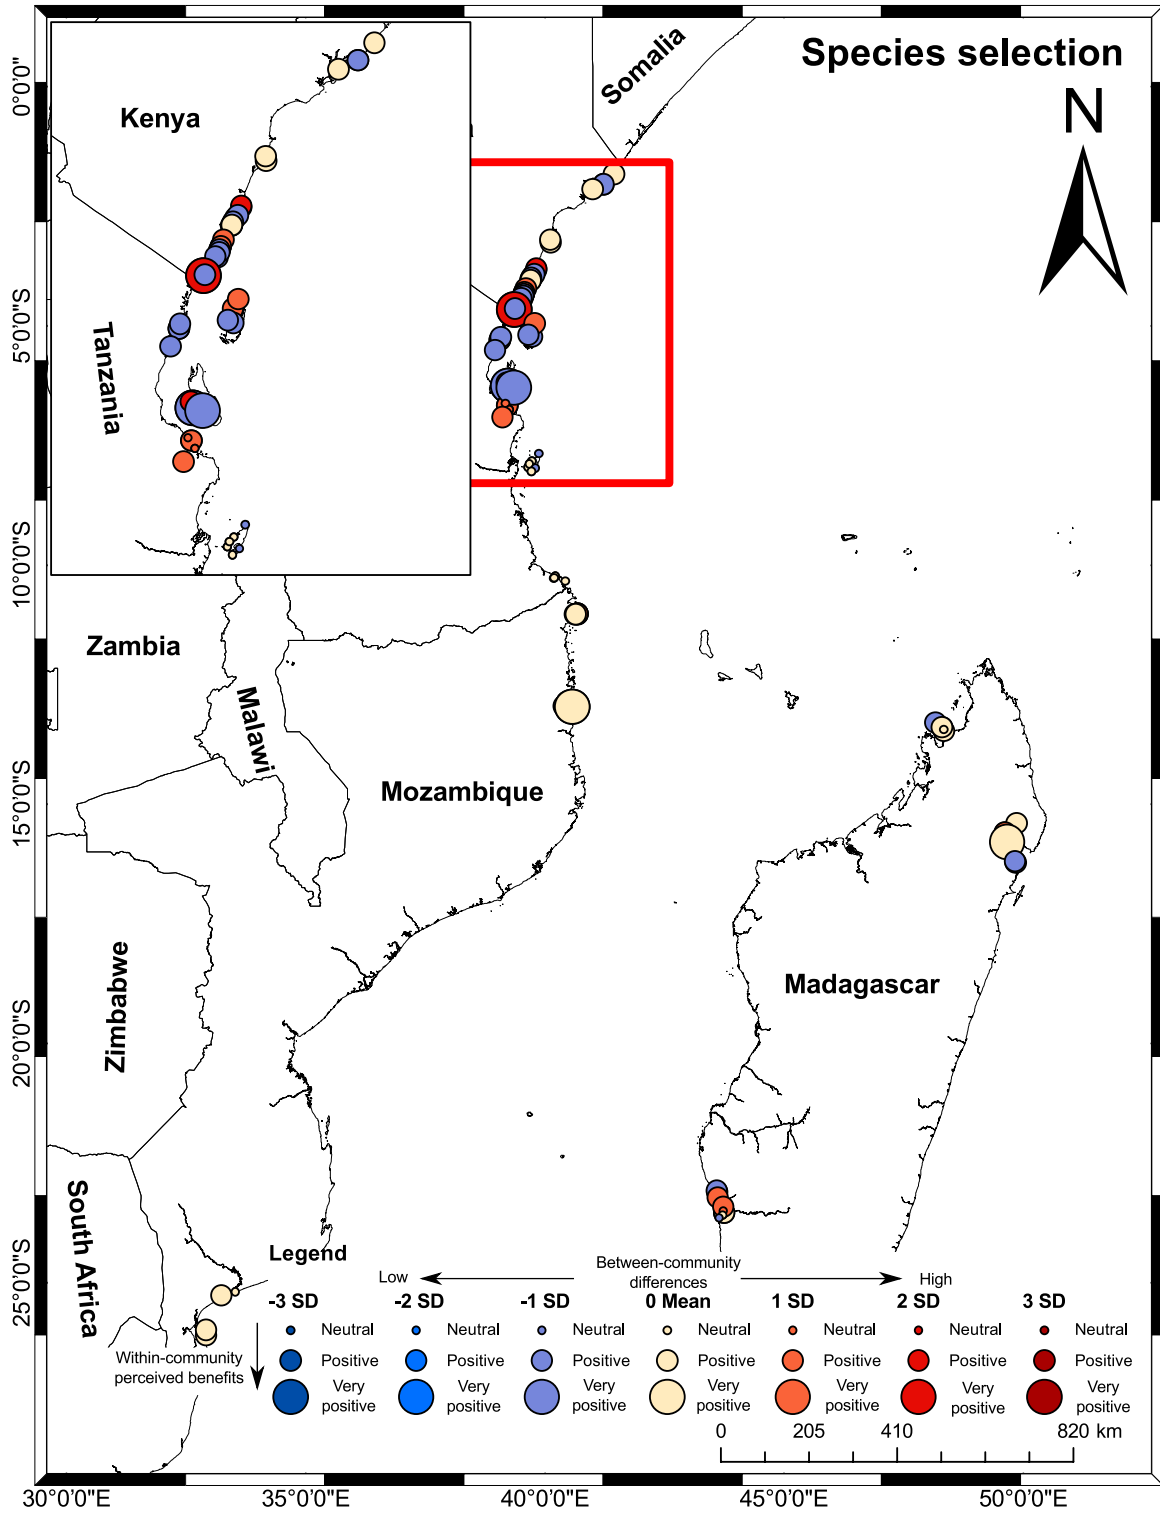 Species selection
N
Somalia
Kenya
Tanzania
Zambia
Malawi
Mozambique
Zimbabwe
Madagascar
South Africa
0°0'0"
5°0'0"S
10°0'0"S
15°0'0"S
20°0'0"S
25°0'0"S
Legend
Between-community
differences
Low
High
-3 SD -2 SD -1 SD 0 Mean 1 SD 2 SD 3 SD
Neutral Neutral Neutral Neutral Neutral Neutral Neutral
Within-community
perceived benefits
Positive Positive Positive Positive Positive Positive Positive
Very positive Very positive Very positive Very positive Very positive Very positive Very positive
0 205 410 820 km
30°0'0"E 35°0'0"E 40°0'0"E 45°0'0"E 50°0'0"E